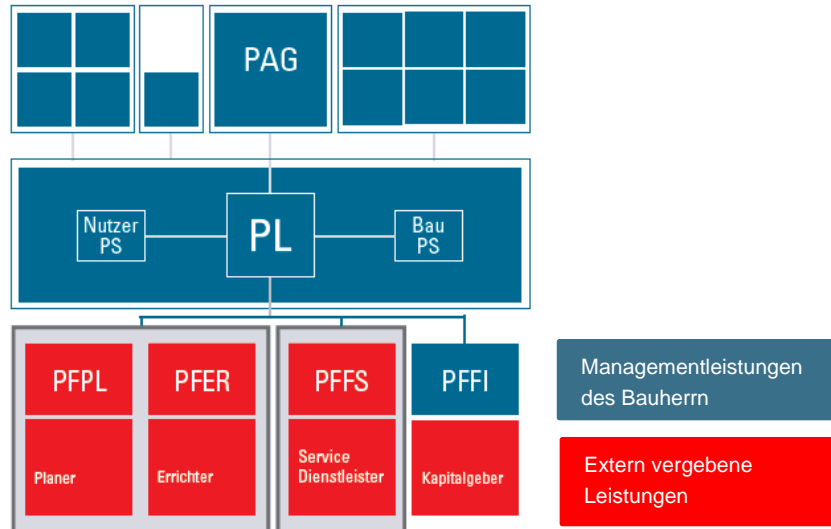 PAG
Nutzer
PS
PL
Bau
PS
PFPL
PFER
PFFS
PFFI
Planer
Errichter
Service
Dienstleister
Kapitalgeber
Managementleistungen
des Bauherrn
Extern vergebene
Leistungen